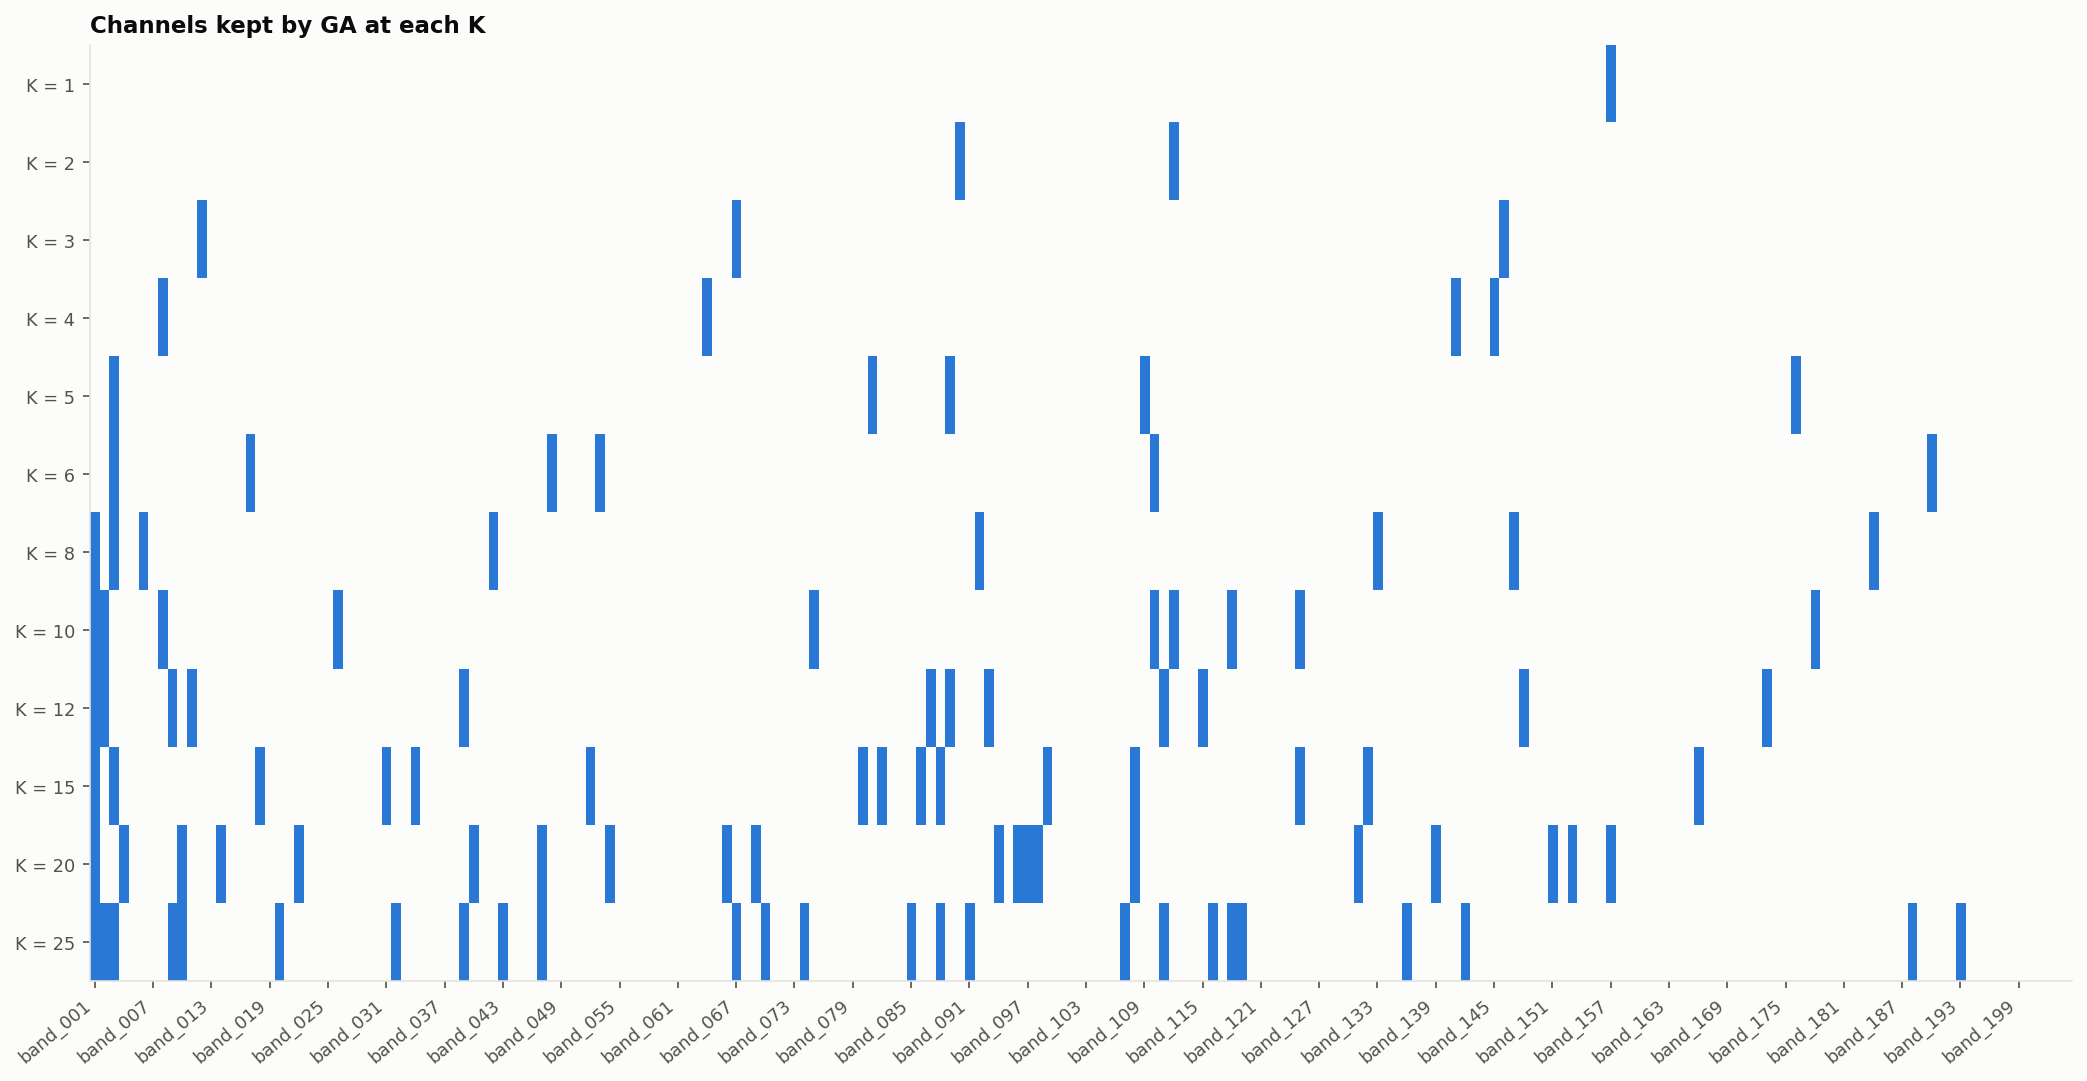 Channels kept by GA at each K
K = 1
K = 2
K = 3
K = 4
K = 5
K = 6
K = 8
K = 10
K = 12
K = 15
K = 20
K = 25
band_001
band_007
band_013
band_019
band_025
band_031
band_037
band_043
band_049
band_055
band_061
band_067
band_073
band_079
band_085
band_091
band_097
band_103
band_109
band_115
band_121
band_127
band_133
band_139
band_145
band_151
band_157
band_163
band_169
band_175
band_181
band_187
band_193
band_199